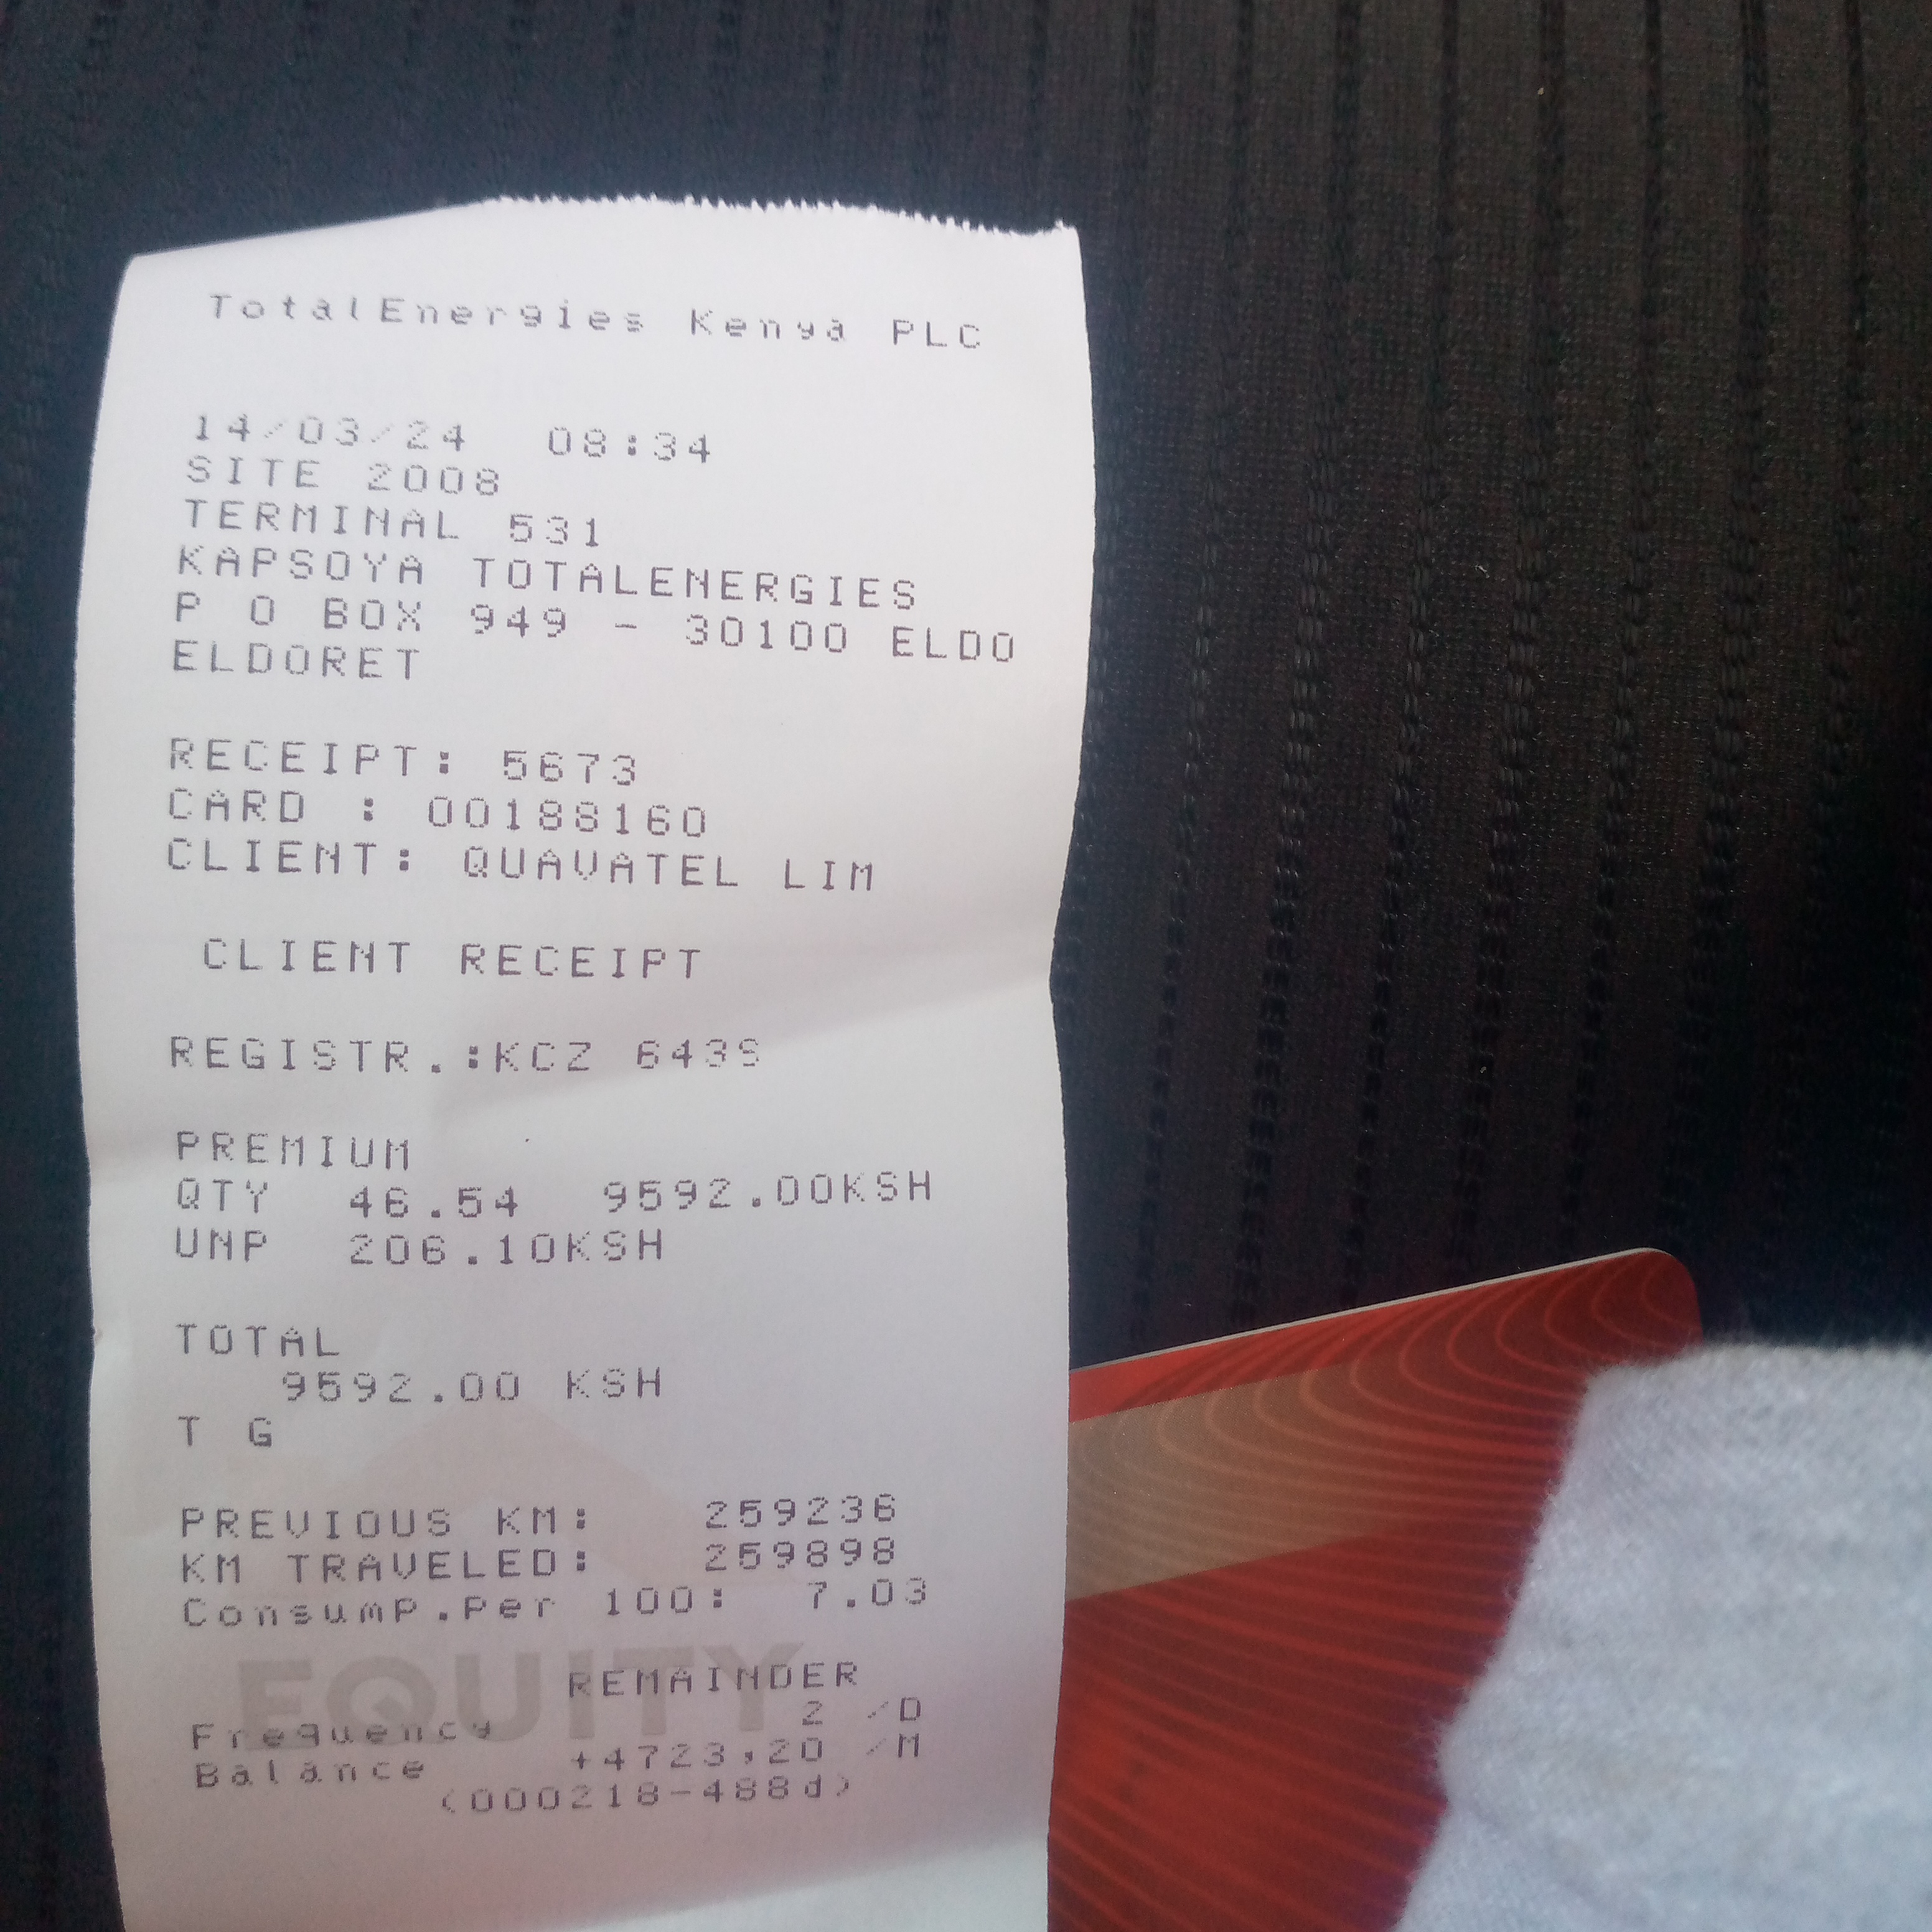 TotalEnergies Kenya PLC
14/03/24 08:34
SITE 2008
TERMINAL 531
KAPSOYA TOTALENERGIES
P O BOX 949 - 30100 ELDO
ELDORET
RECEIPT: 5673
CARD : 00188160
CLIENT: QUAVATEL LIM
CLIENT RECEIPT
REGISTR.:KCZ 643S
PREMIUM
QTY 46.54 9592.00KSH
UNP 206.10KSH
TOTAL
9592.00 KSH
T G
PREVIOUS KM: 259236
KM TRAVELED: 259898
Consump.Per 100: 7.03
EQUITY
REMAINDER
Frequency 2 /D
Balance +4723,20 /M
(000218-488d)